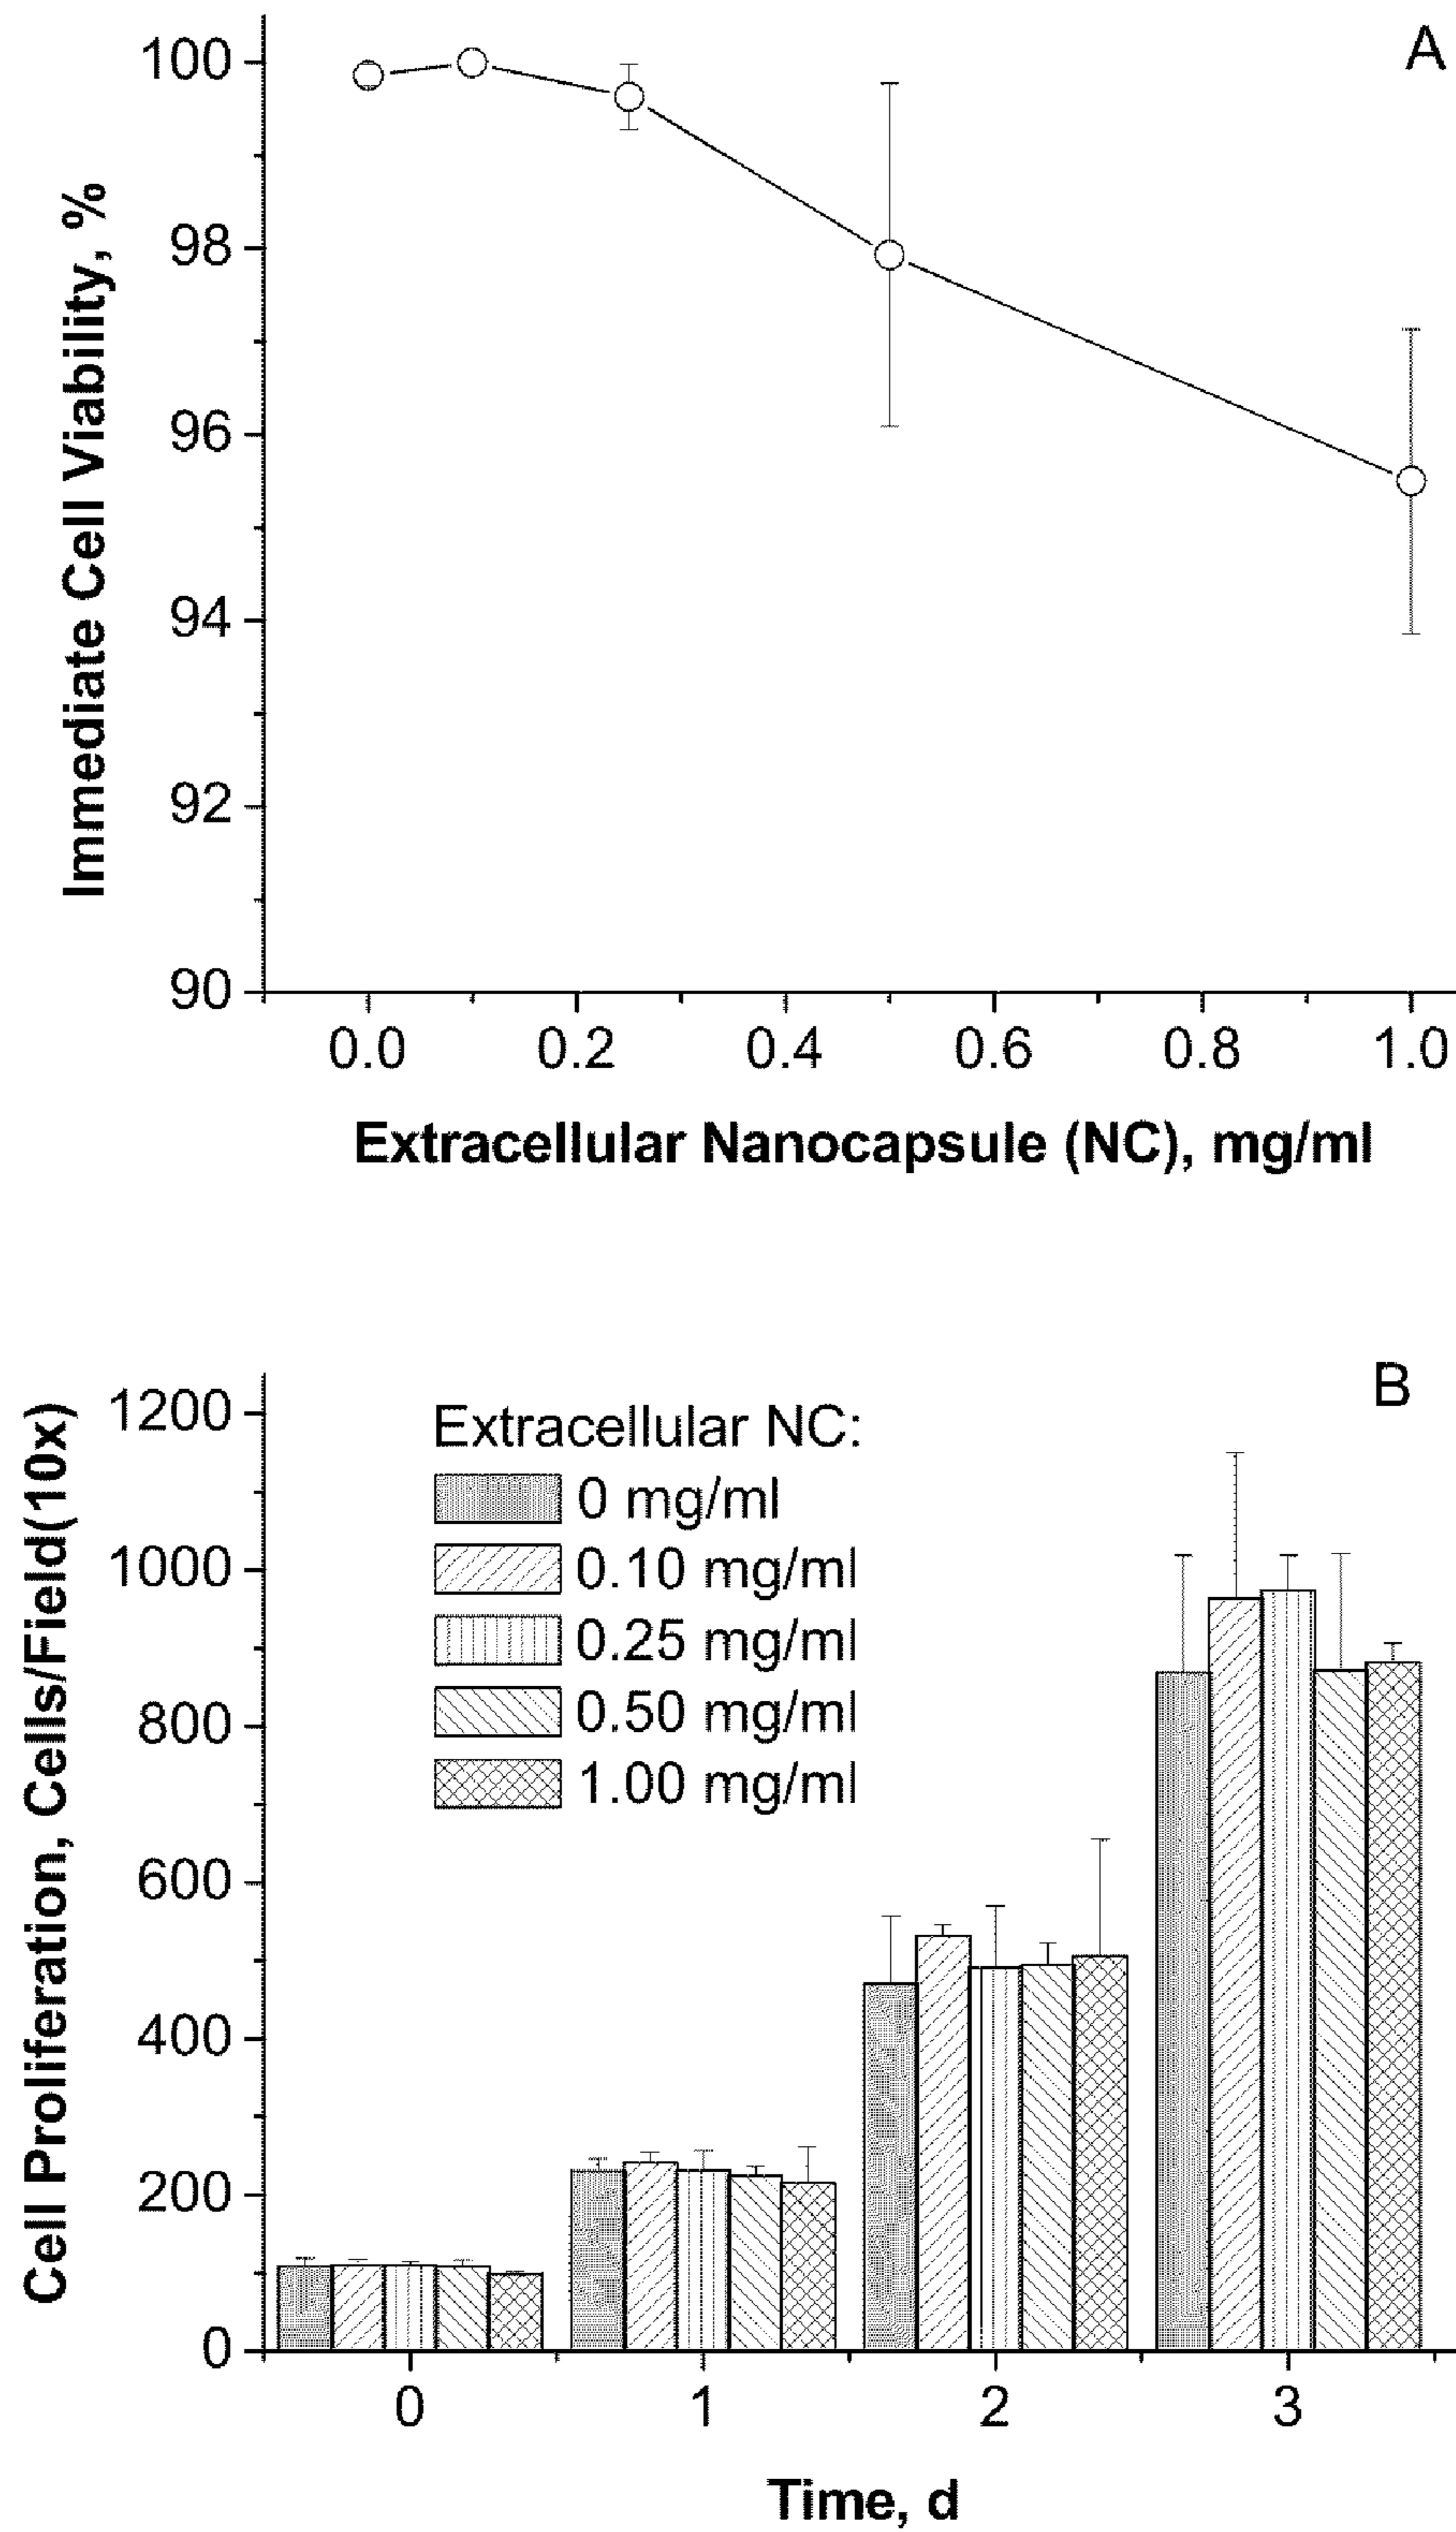 A
Immediate Cell Viability, %
100
98
96
94
92
90
0.0 0.2 0.4 0.6 0.8 1.0
Extracellular Nanocapsule (NC), mg/ml
B
Cell Proliferation, Cells/Field(10x)
1200
1000
800
600
400
200
0
Extracellular NC:
0 mg/ml
0.10 mg/ml
0.25 mg/ml
0.50 mg/ml
1.00 mg/ml
0 1 2 3
Time, d